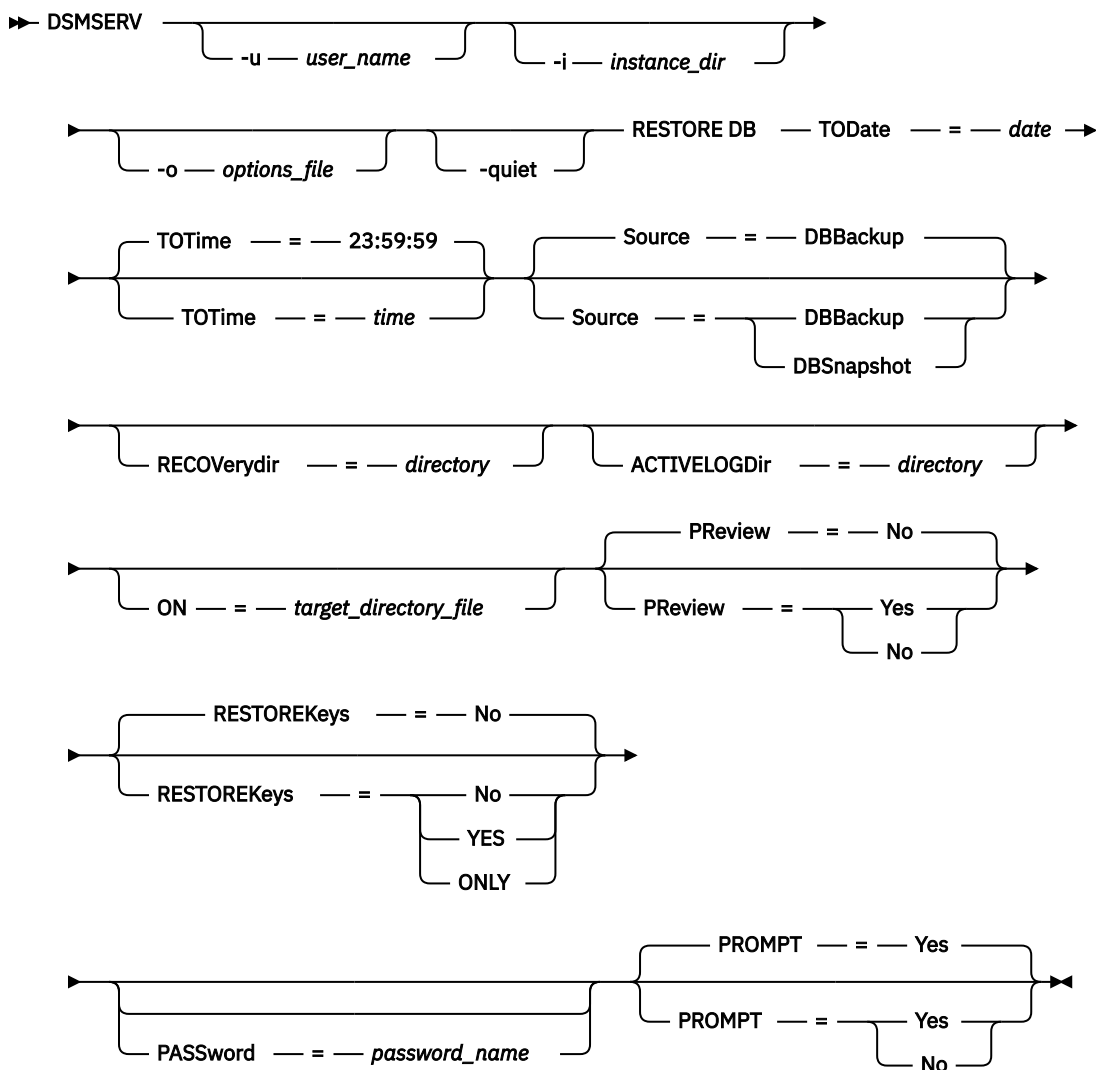 DSMSERV
-u user_name -i instance_dir
RESTORE DB TODate = date
-o options_file -quiet
TOTime = 23:59:59 Source = DBBackup
TOTime = time Source = DBBackup
DBSnapshot
RECOVerydir = directory ACTIVELOGDir = directory
PReview = No
ON = target_directory_file PReview = Yes
No
RESTOREKeys = No
RESTOREKeys = No
YES
ONLY
PROMPT = Yes
PROMPT = Yes
PASSword = password_name
No